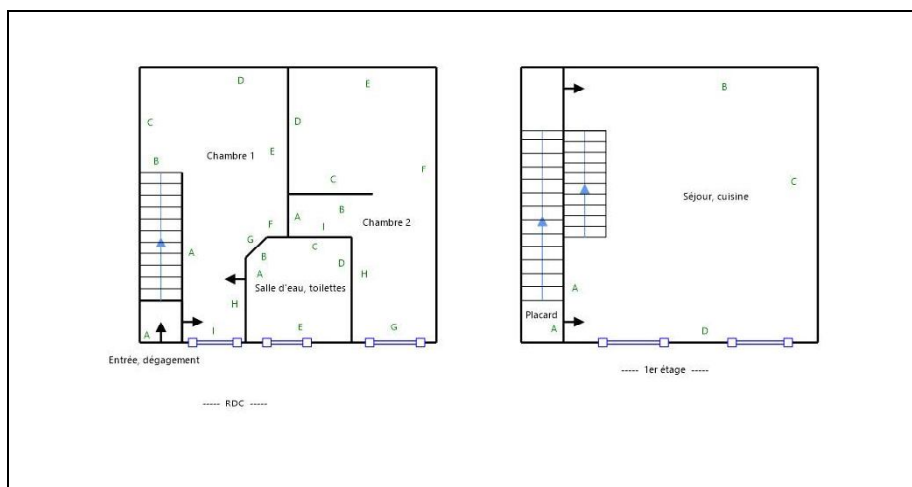 D
E
C
D
E
B
Chambre 1
F
C
A
B
F
I
Chambre 2
G
C
B
A
D
A
H
Salle d'eau, toilettes
H
I
E
G
A
Entrée, dégagement
----- RDC -----
B
C
Séjour, cuisine
A
Placard
A
D
----- 1er étage -----